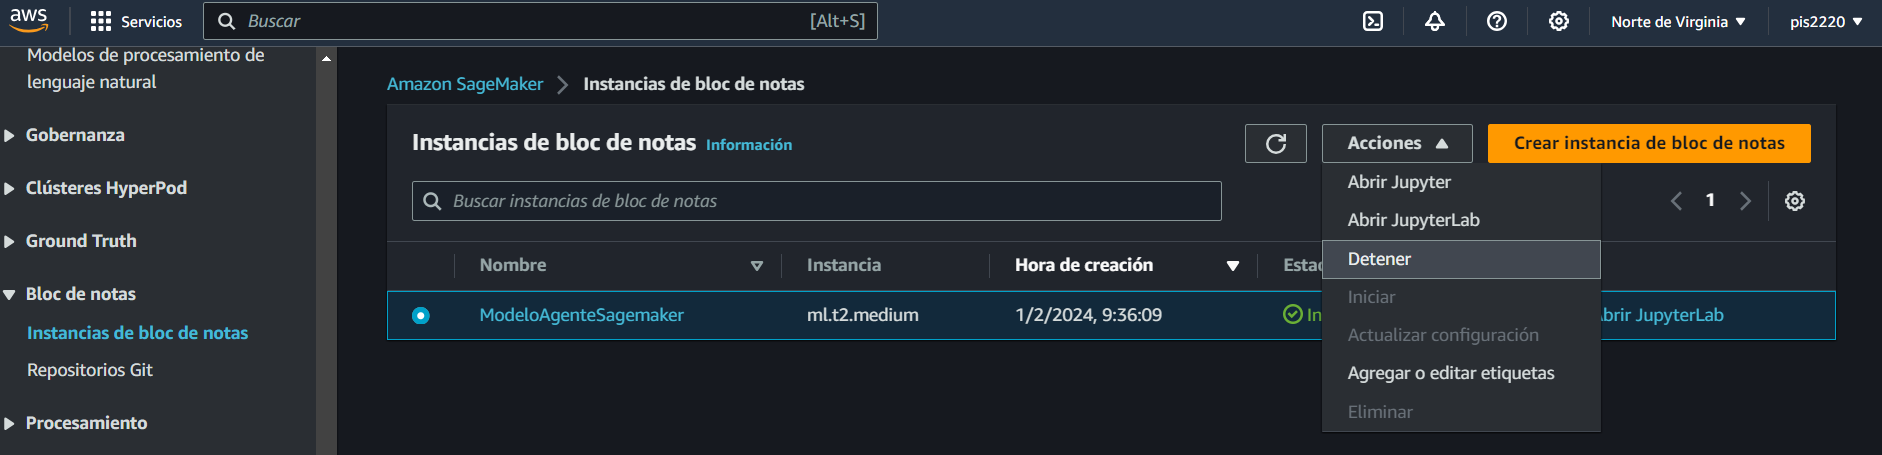 aws Servicios Buscar [Alt+S] Norte de Virginia pis2220
Modelos de procesamiento de
lenguaje natural
Gobernanza
Clústeres HyperPod
Ground Truth
Bloc de notas
Instancias de bloc de notas
Repositorios Git
Procesamiento
Amazon SageMaker Instancias de bloc de notas
Instancias de bloc de notas Información
Acciones Crear instancia de bloc de notas
Buscar instancias de bloc de notas
1
Abrir Jupyter
Abrir JupyterLab
Detener
Iniciar
Actualizar configuración
Agregar o editar etiquetas
Eliminar
Nombre Instancia Hora de creación
ModeloAgenteSagemaker ml.t2.medium 1/2/2024, 9:36:09 In brir JupyterLab